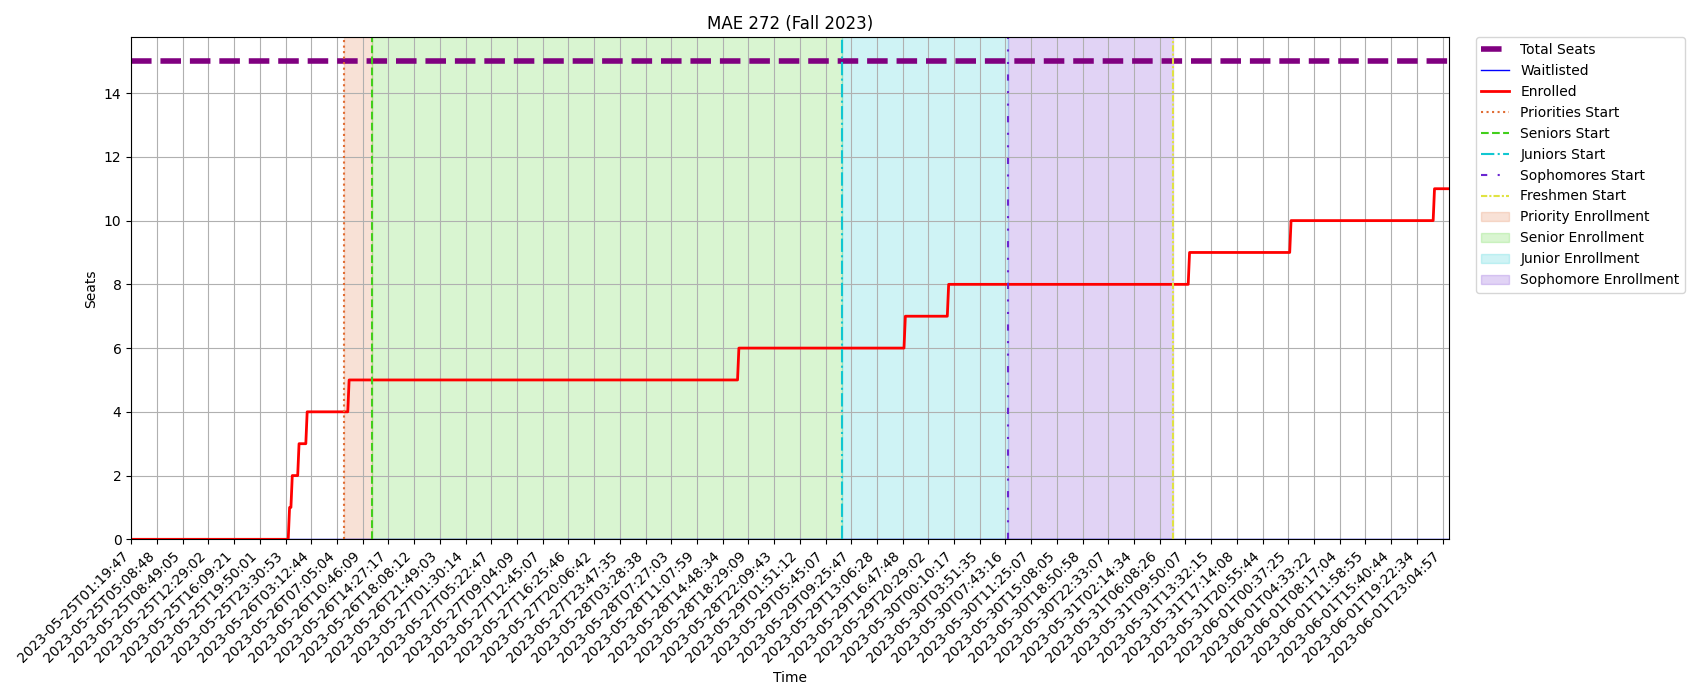 MAE 272 (Fall 2023)
Total Seats
Waitlisted
Enrolled
Priorities Start
Seniors Start
Juniors Start
Sophomores Start
Freshmen Start
Priority Enrollment
Senior Enrollment
Junior Enrollment
Sophomore Enrollment
Seats
14
12
10
8
6
4
2
0
2023-05-25T01:19:47
2023-05-25T05:08:48
2023-05-25T08:49:05
2023-05-25T12:29:02
2023-05-25T16:09:21
2023-05-25T19:50:01
2023-05-25T23:30:53
2023-05-26T03:12:44
2023-05-26T07:05:04
2023-05-26T10:46:09
2023-05-26T14:27:17
2023-05-26T18:08:12
2023-05-26T21:49:03
2023-05-27T01:30:14
2023-05-27T05:22:47
2023-05-27T09:04:09
2023-05-27T12:45:07
2023-05-27T16:25:46
2023-05-27T20:06:42
2023-05-27T23:47:35
2023-05-28T03:28:38
2023-05-28T07:27:03
2023-05-28T11:07:59
2023-05-28T14:48:34
2023-05-28T18:29:09
2023-05-28T22:09:43
2023-05-29T01:51:12
2023-05-29T05:45:07
2023-05-29T09:25:47
2023-05-29T13:06:28
2023-05-29T16:47:48
2023-05-29T20:29:02
2023-05-30T00:10:17
2023-05-30T03:51:35
2023-05-30T07:43:16
2023-05-30T11:25:07
2023-05-30T15:08:05
2023-05-30T18:50:58
2023-05-30T22:33:07
2023-05-31T02:14:34
2023-05-31T06:08:26
2023-05-31T09:50:07
2023-05-31T13:32:15
2023-05-31T17:14:08
2023-05-31T20:55:44
2023-06-01T00:37:25
2023-06-01T04:33:22
2023-06-01T08:17:04
2023-06-01T11:58:55
2023-06-01T15:40:44
2023-06-01T19:22:34
2023-06-01T23:04:57
Time